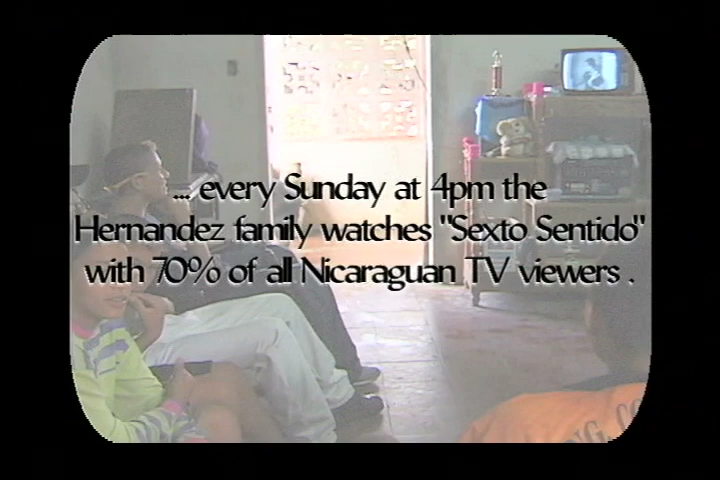 ... every Sunday at 4pm the
Hernandez family watches "Sexto Sentido"
with 70% of all Nicaraguan TV viewers .